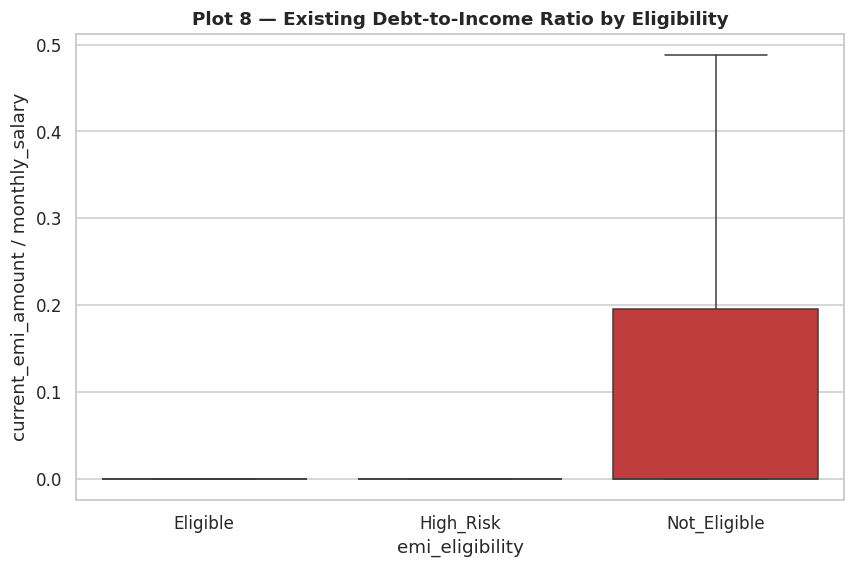 Plot 8 — Existing Debt-to-Income Ratio by Eligibility
current_emi_amount / monthly_salary
0.5
0.4
0.3
0.2
0.1
0.0
Eligible High_Risk Not_Eligible
emi_eligibility